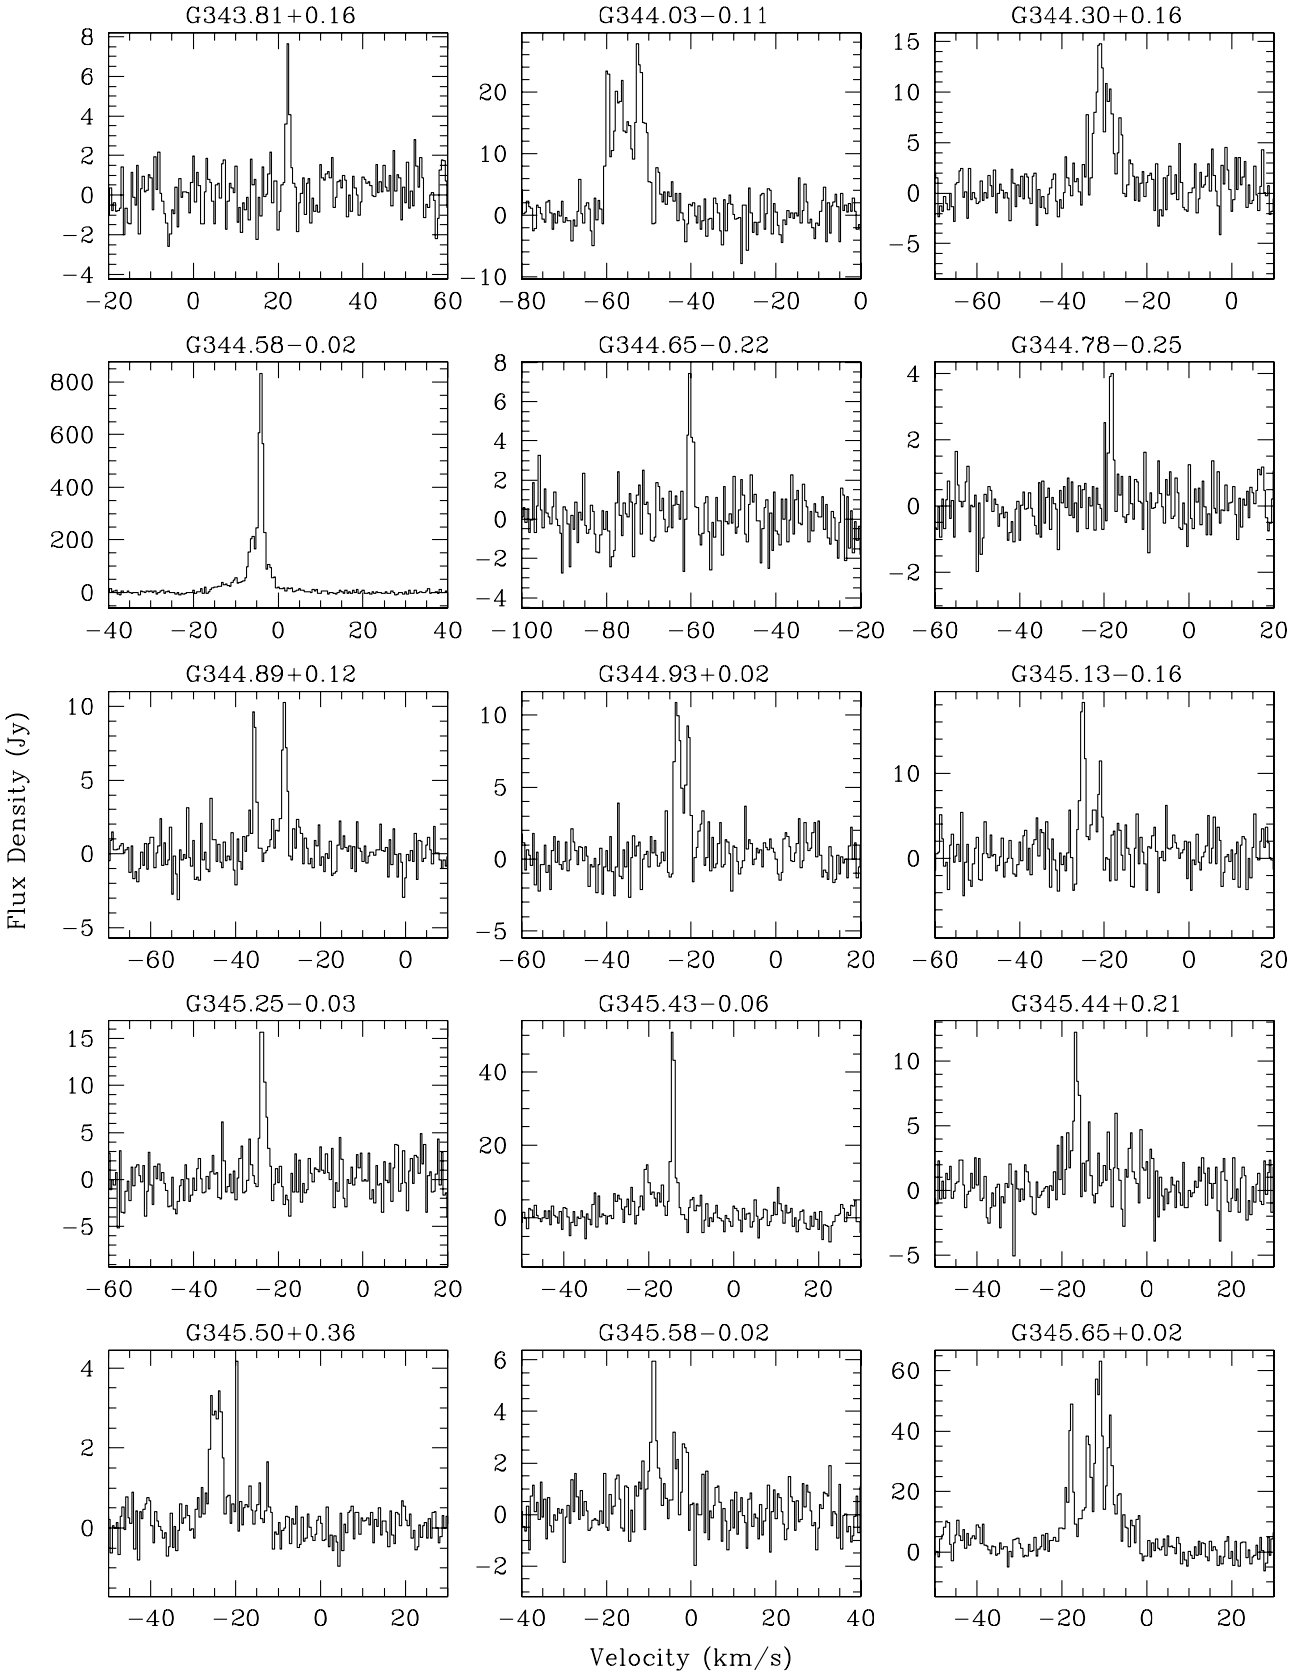 G343.81+0.16 G344.03−0.11 G344.30+0.16
8 6 4 2 0 −2 −4
20 10 0 −10
15 10 5 0 −5
−20 0 20 40 60
−80 −60 −40 −20 0
−60 −40 −20 0
G344.58−0.02 G344.65−0.22 G344.78−0.25
800 600 400 200 0
8 6 4 2 0 −2 −4
4 2 0 −2
−40 −20 0 20 40
−100 −80 −60 −40 −20
−60 −40 −20 0 20
G344.89+0.12 G344.93+0.02 G345.13−0.16
10 5 0 −5
10 5 0 −5
10 0
−60 −40 −20 0
−60 −40 −20 0 20
−60 −40 −20 0 20
Flux Density (Jy)
G345.25−0.03 G345.43−0.06 G345.44+0.21
15 10 5 0 −5
40 20 0
10 5 0 −5
−60 −40 −20 0 20
−40 −20 0 20
−40 −20 0 20
G345.50+0.36 G345.58−0.02 G345.65+0.02
4 2 0
6 4 2 0 −2
60 40 20 0
−40 −20 0 20
−40 −20 0 20 40
−40 −20 0 20
Velocity (km/s)